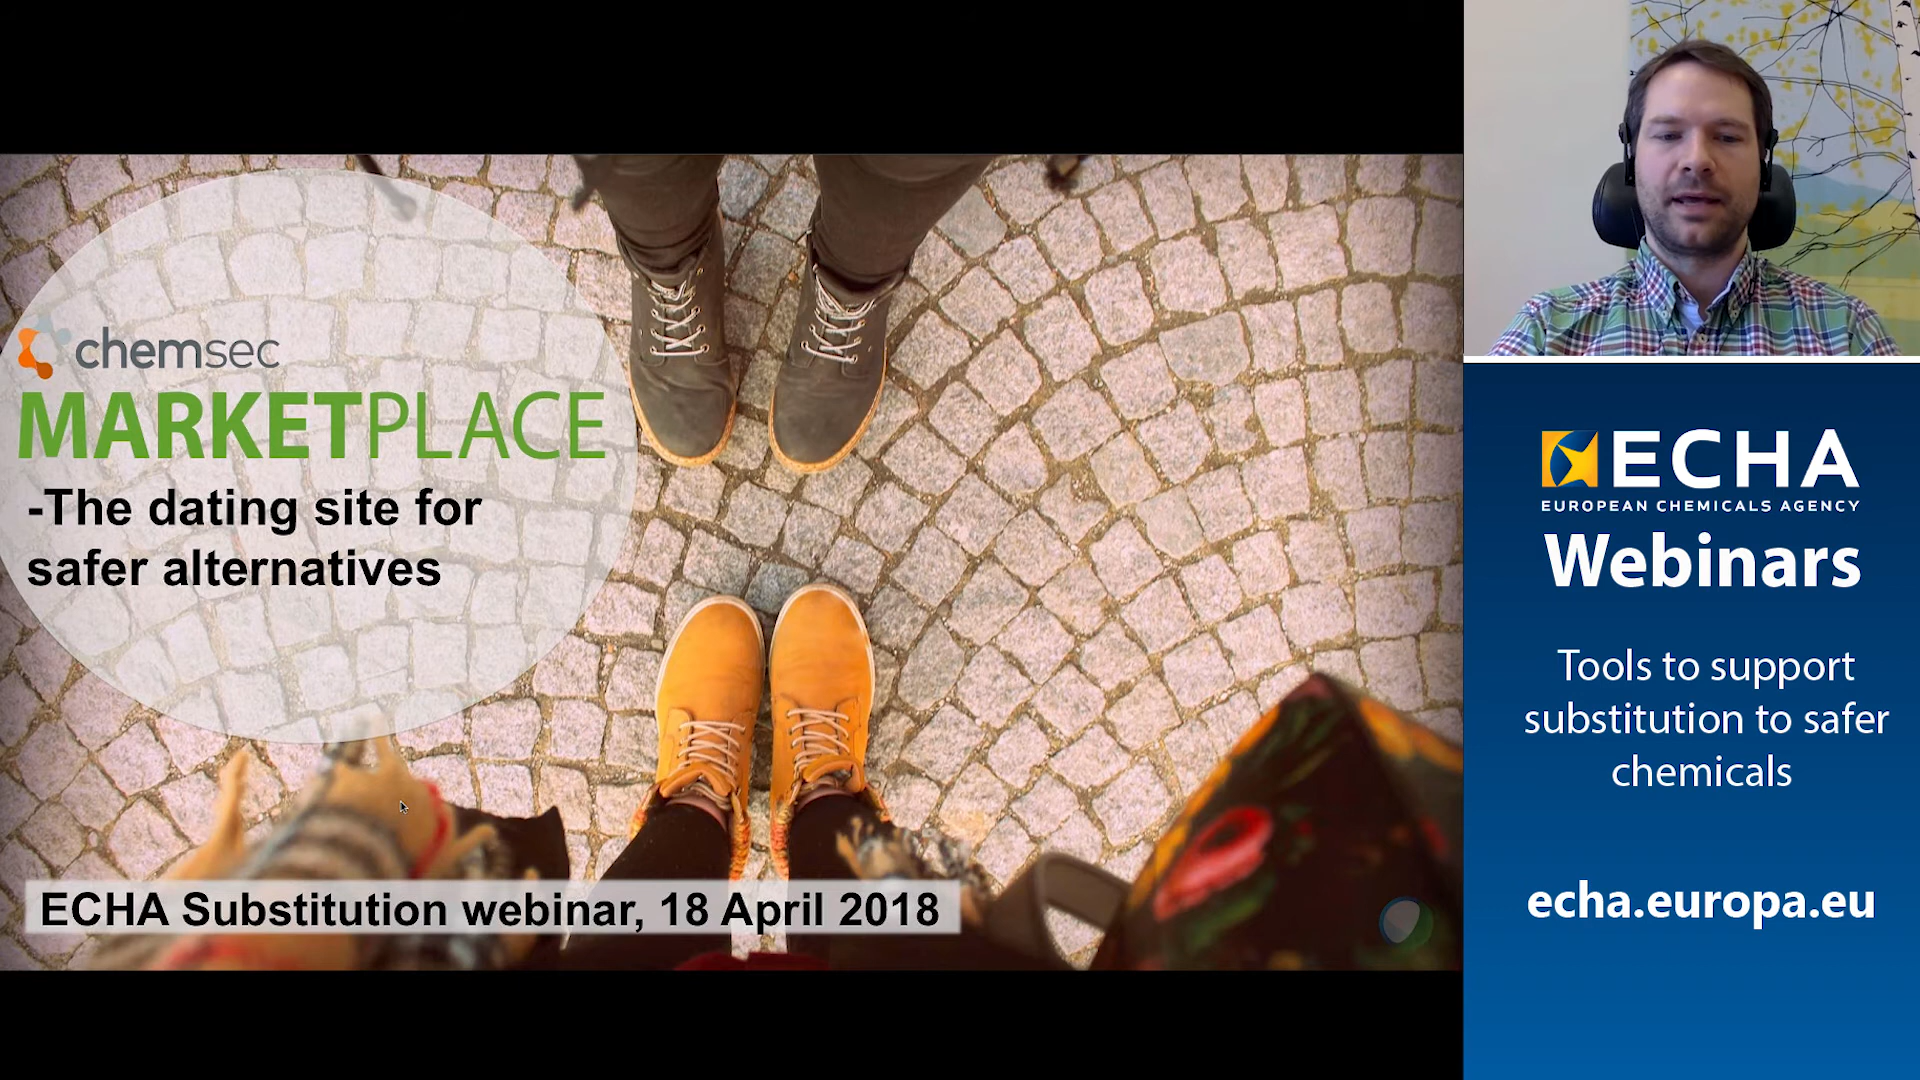 chemsec
MARKETPLACE
-The dating site for
safer alternatives
ECHA Substitution webinar, 18 April 2018
ECHA
EUROPEAN CHEMICALS AGENCY
Webinars
Tools to support
substitution to safer
chemicals
echa.europa.eu